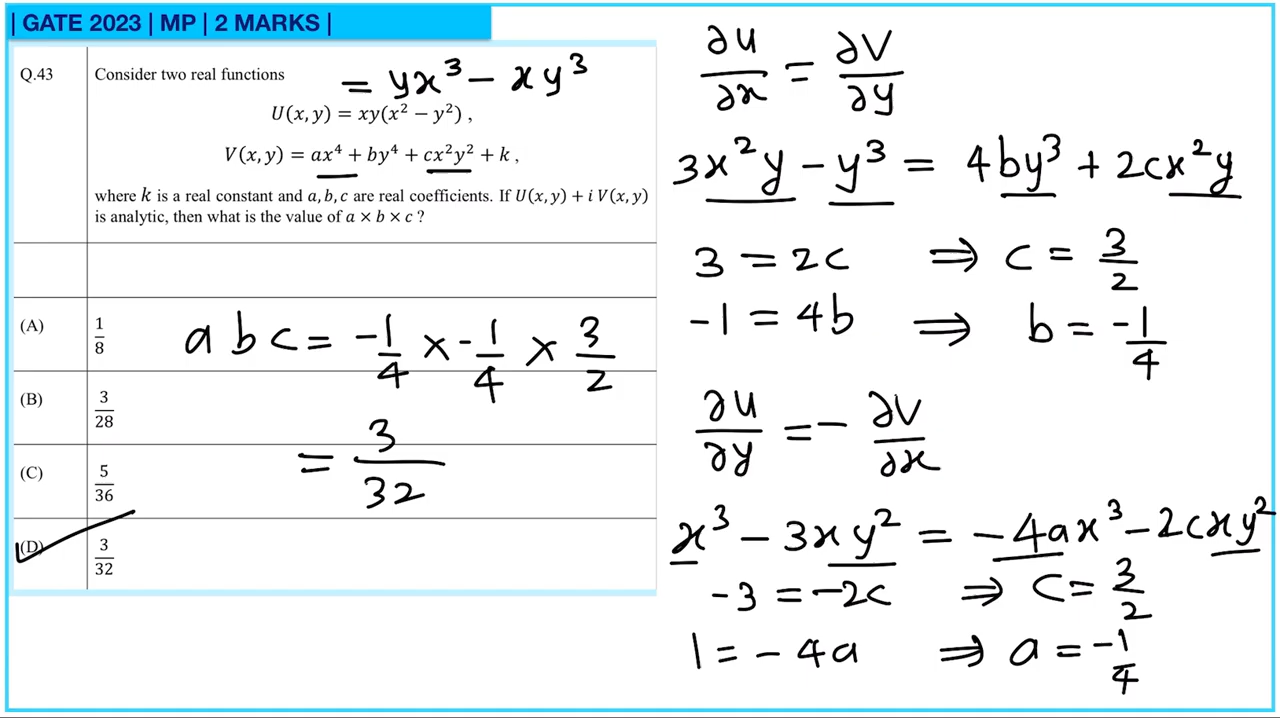 | GATE 2023 | MP | 2 MARKS |
Q.43 Consider two real functions
= yx³ − xy³
U(x, y) = xy(x² − y²) ,
V(x, y) = ax⁴ + by⁴ + cx²y² + k ,
where k is a real constant and a, b, c are real coefficients. If U(x, y) + i V(x, y)
is analytic, then what is the value of a × b × c ?
(A) 1/8
(B) 3/28
(C) 5/36
(D) 3/32
a b c = -1/4 × -1/4 × 3/2
= 3/32
∂u/∂x = ∂V/∂y
3x²y − y³ = 4by³ + 2cx²y
3 = 2c ⇒ c = 3/2
-1 = 4b ⇒ b = -1/4
∂u/∂y = − ∂V/∂x
x³ − 3xy² = −4ax³ − 2cxy²
-3 = −2c ⇒ c = 3/2
1 = − 4a ⇒ a = -1/4